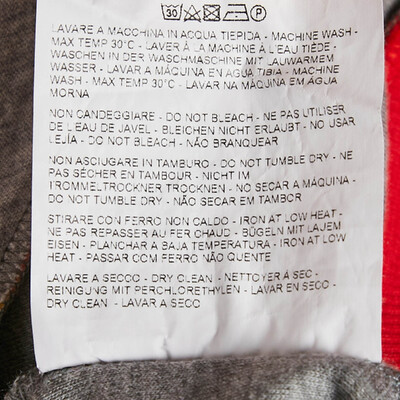 30 P
LAVARE A MACCHINA IN ACQUA TIEPIDA - MACHINE WASH -
MAX TEMP 30°C - LAVER À LA MACHINE À L'EAU TIÈDE -
WASCHEN IN DER WASCHMASCHINE MIT LAUWARMEM
WASSER - LAVAR A MÁQUINA EN AGUA TIBIA - MACHINE
WASH - MAX TEMP 30°C - LAVAR NA MÁQUINA EM ÁGUA
MORNA
NON CANDEGGIARE - DO NOT BLEACH - NE PAS UTILISER
DE L'EAU DE JAVEL - BLEICHEN NICHT ERLAUBT - NO USAR
LEJÍA - DO NOT BLEACH - NÃO BRANQUEAR
NON ASCIUGARE IN TAMBURO - DO NOT TUMBLE DRY - NE
PAS SÉCHER EN TAMBOUR - NICHT IM
TROMMELTROCKNER TROCKNEN - NO SECAR A MÁQUINA -
DO NOT TUMBLE DRY - NÃO SECAR EM TAMBOR
STIRARE CON FERRO NON CALDO - IRON AT LOW HEAT -
NE PAS REPASSER AU FER CHAUD - BÜGELN MIT LAJEM
EISEN - PLANCHAR A BAJA TEMPERATURA - IRON AT LOW
HEAT - PASSAR COM FERRO NÃO QUENTE
LAVARE A SECCO - DRY CLEAN - NETTOYER À SEC -
REINIGUNG MIT PERCHLORETHYLEN - LAVAR EN SECO -
DRY CLEAN - LAVAR A SECO